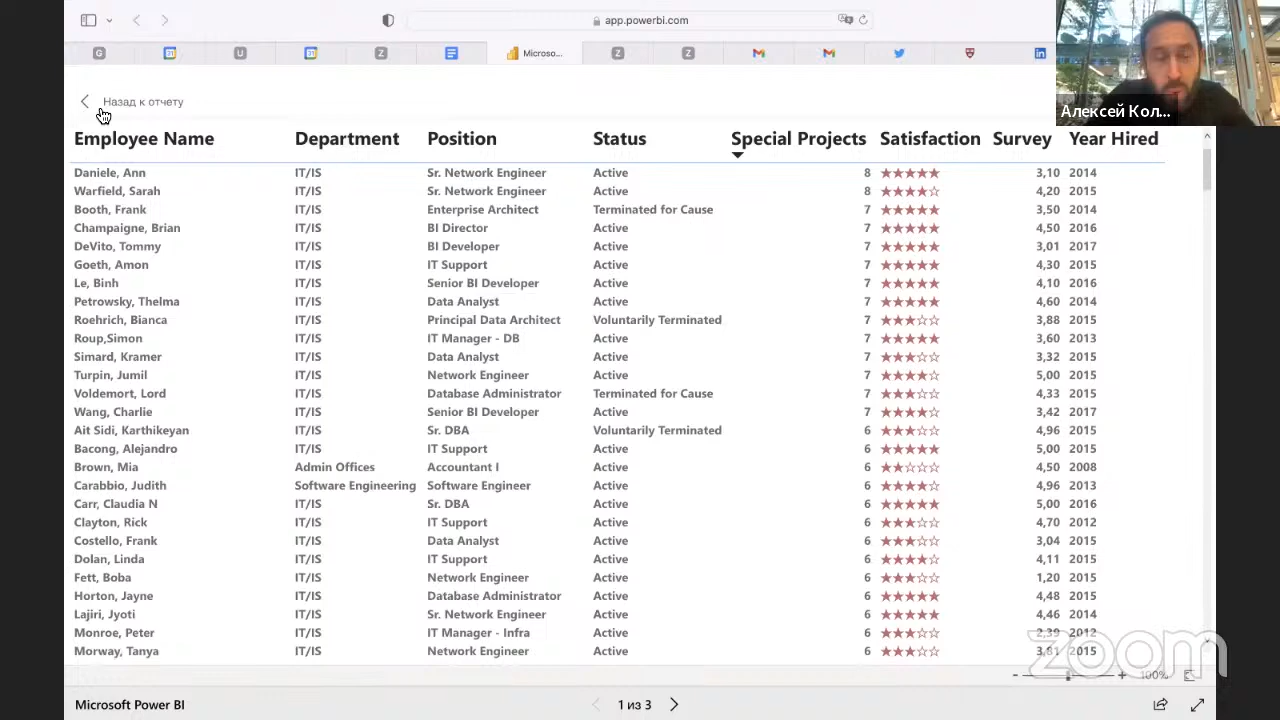 app.powerbi.com
Microso...
Алексей Кол...
Назад к отчету
Employee Name Department Position Status Special Projects Satisfaction Survey Year Hired
Daniele, Ann IT/IS Sr. Network Engineer Active 8 ★★★★★ 3,10 2014
Warfield, Sarah IT/IS Sr. Network Engineer Active 8 ★★★★☆ 4,20 2015
Booth, Frank IT/IS Enterprise Architect Terminated for Cause 7 ★★★★★ 3,50 2014
Champaigne, Brian IT/IS BI Director Active 7 ★★★★★ 4,50 2016
DeVito, Tommy IT/IS BI Developer Active 7 ★★★★★ 3,01 2017
Goeth, Amon IT/IS IT Support Active 7 ★★★★★ 4,30 2015
Le, Binh IT/IS Senior BI Developer Active 7 ★★★★★ 4,10 2016
Petrowsky, Thelma IT/IS Data Analyst Active 7 ★★★★★ 4,60 2014
Roehrich, Bianca IT/IS Principal Data Architect Voluntarily Terminated 7 ★★★☆☆ 3,88 2015
Roup,Simon IT/IS IT Manager - DB Active 7 ★★★★★ 3,60 2013
Simard, Kramer IT/IS Data Analyst Active 7 ★★★☆☆ 3,32 2015
Turpin, Jumil IT/IS Network Engineer Active 7 ★★★★☆ 5,00 2015
Voldemort, Lord IT/IS Database Administrator Terminated for Cause 7 ★★★☆☆ 4,33 2015
Wang, Charlie IT/IS Senior BI Developer Active 7 ★★★★☆ 3,42 2017
Ait Sidi, Karthikeyan IT/IS Sr. DBA Voluntarily Terminated 6 ★★★☆☆ 4,96 2015
Bacong, Alejandro IT/IS IT Support Active 6 ★★★★★ 5,00 2015
Brown, Mia Admin Offices Accountant I Active 6 ★★☆☆☆ 4,50 2008
Carabbio, Judith Software Engineering Software Engineer Active 6 ★★★★☆ 4,96 2013
Carr, Claudia N IT/IS Sr. DBA Active 6 ★★★★★ 5,00 2016
Clayton, Rick IT/IS IT Support Active 6 ★★★☆☆ 4,70 2012
Costello, Frank IT/IS Data Analyst Active 6 ★★★☆☆ 3,04 2015
Dolan, Linda IT/IS IT Support Active 6 ★★★★☆ 4,11 2015
Fett, Boba IT/IS Network Engineer Active 6 ★★★☆☆ 1,20 2015
Horton, Jayne IT/IS Database Administrator Active 6 ★★★★★ 4,48 2015
Lajiri, Jyoti IT/IS Sr. Network Engineer Active 6 ★★★★★ 4,46 2014
Monroe, Peter IT/IS IT Manager - Infra Active 6 ★★★☆☆ 2,39 2012
Morway, Tanya IT/IS Network Engineer Active 6 ★★★☆☆ 3,81 2015
zoom
- + 100%
Microsoft Power BI 1 из 3